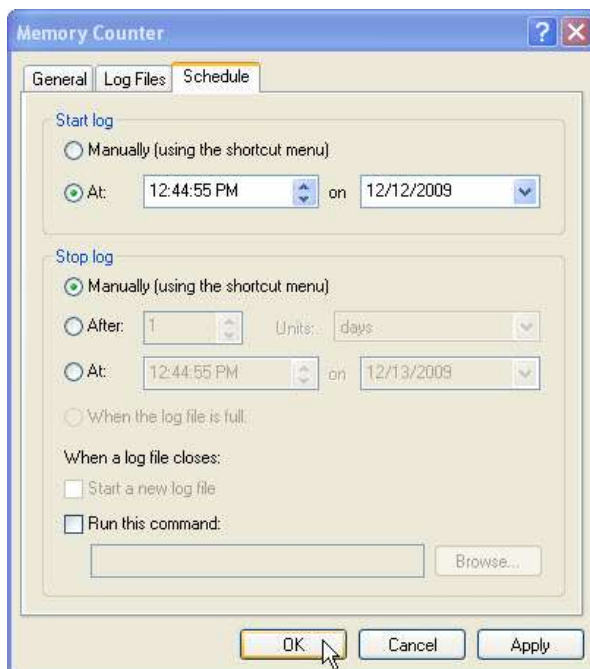 Memory Counter
General Log Files Schedule
Start log
Manually (using the shortcut menu)
At: 12:44:55 PM on 12/12/2009
Stop log
Manually (using the shortcut menu)
After: 1 Units: days
At: 12:44:55 PM on 12/13/2009
When the log file is full.
When a log file closes:
Start a new log file
Run this command:
Browse...
OK Cancel Apply